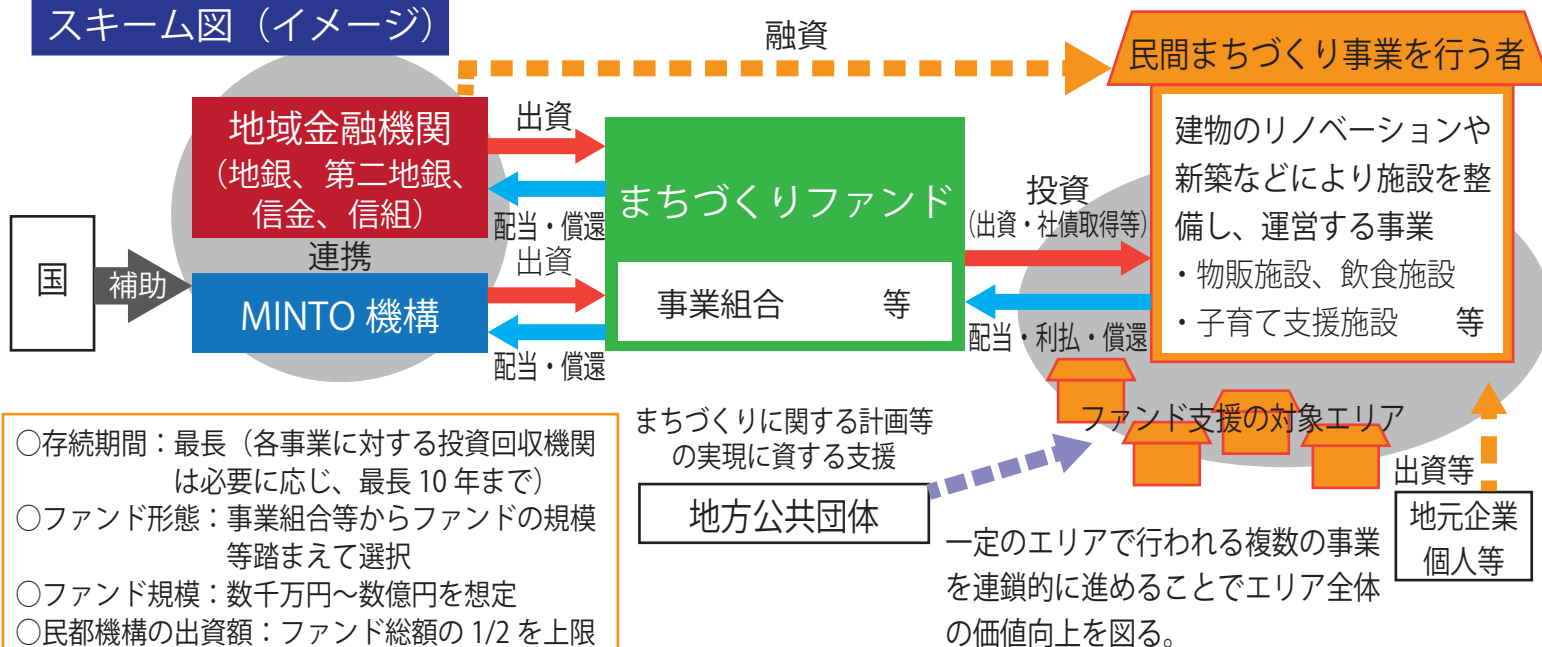 スキーム図（イメージ）
融資
民間まちづくり事業を行う者
地域金融機関
（地銀、第二地銀、
信金、信組）
出資
配当・償還
連携
国
補助
MINTO 機構
出資
配当・償還
まちづくりファンド
事業組合　　　等
投資
（出資・社債取得等）
配当・利払・償還
建物のリノベーションや
新築などにより施設を整
備し、運営する事業
・物販施設、飲食施設
・子育て支援施設　　等
ファンド支援の対象エリア
○存続期間：最長（各事業に対する投資回収機関
は必要に応じ、最長 10 年まで）
○ファンド形態：事業組合等からファンドの規模
等踏まえて選択
○ファンド規模：数千万円～数億円を想定
○民都機構の出資額：ファンド総額の 1/2 を上限
まちづくりに関する計画等
の実現に資する支援
地方公共団体
出資等
地元企業
個人等
一定のエリアで行われる複数の事業
を連鎖的に進めることでエリア全体
の価値向上を図る。